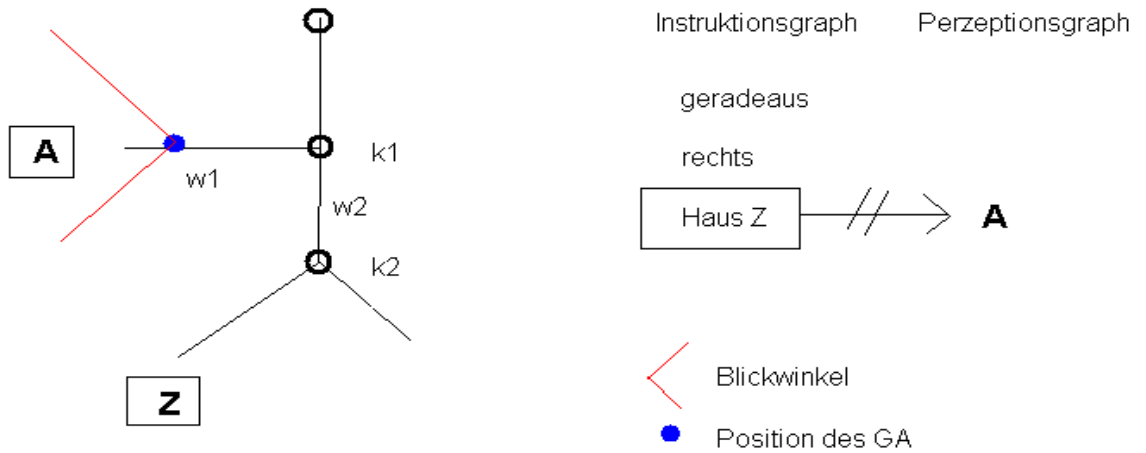 A
w1
k1
w2
k2
Z
Instruktionsgraph Perzeptionsgraph
geradeaus
rechts
Haus Z A
Blickwinkel
Position des GA